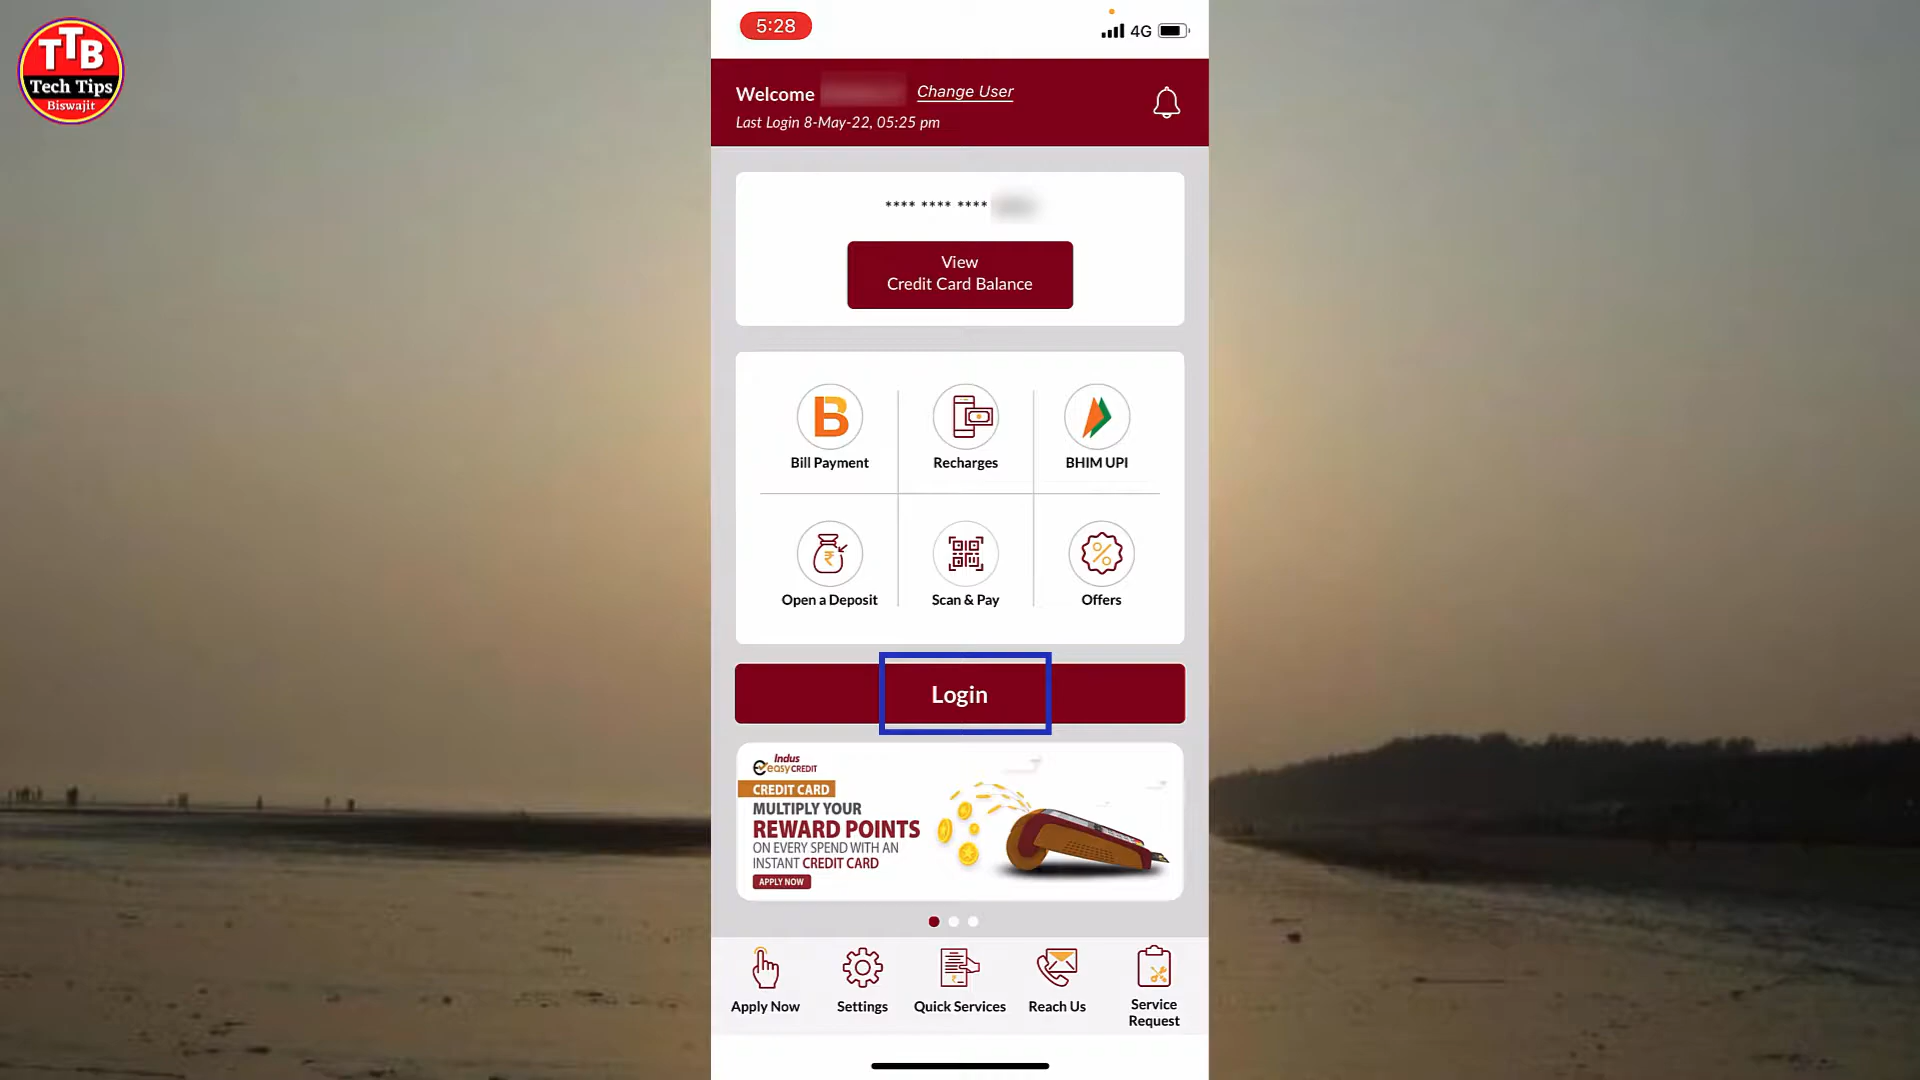 TTB
Tech Tips
Biswajit
5:28
4G
Welcome
Change User
Last Login 8-May-22, 05:25 pm
**** **** ****
View
Credit Card Balance
B
Bill Payment
Recharges
BHIM UPI
Open a Deposit
Scan & Pay
Offers
Login
Indus
easyCREDIT
CREDIT CARD
MULTIPLY YOUR
REWARD POINTS
ON EVERY SPEND WITH AN
INSTANT CREDIT CARD
APPLY NOW
Apply Now
Settings
Quick Services
Reach Us
Service
Request